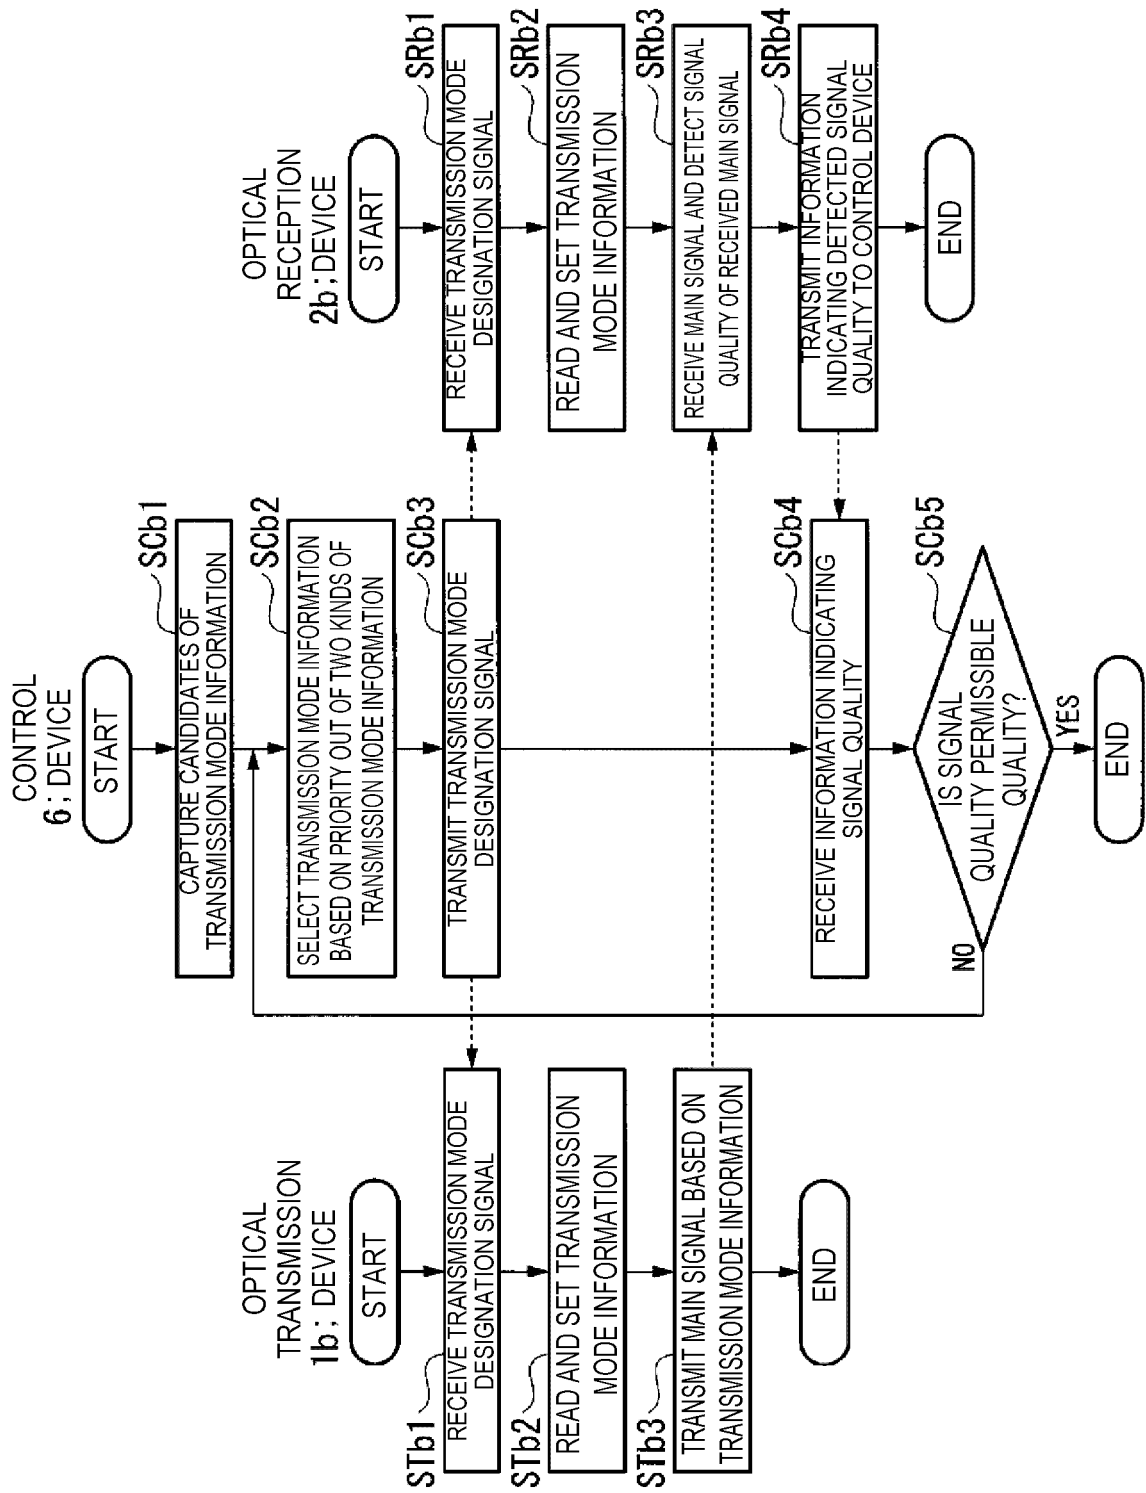 OPTICAL
TRANSMISSION
1b; DEVICE
START
STb1
RECEIVE TRANSMISSION MODE
DESIGNATION SIGNAL
STb2
READ AND SET TRANSMISSION
MODE INFORMATION
STb3
TRANSMIT MAIN SIGNAL BASED ON
TRANSMISSION MODE INFORMATION
END
CONTROL
6; DEVICE
START
SCb1
CAPTURE CANDIDATES OF
TRANSMISSION MODE INFORMATION
SCb2
SELECT TRANSMISSION MODE INFORMATION
BASED ON PRIORITY OUT OF TWO KINDS OF
TRANSMISSION MODE INFORMATION
SCb3
TRANSMIT TRANSMISSION MODE
DESIGNATION SIGNAL
SCb4
RECEIVE INFORMATION INDICATING
SIGNAL QUALITY
SCb5
IS SIGNAL
QUALITY PERMISSIBLE
QUALITY?
NO
YES
END
OPTICAL
RECEPTION
2b; DEVICE
START
SRb1
RECEIVE TRANSMISSION MODE
DESIGNATION SIGNAL
SRb2
READ AND SET TRANSMISSION
MODE INFORMATION
SRb3
RECEIVE MAIN SIGNAL AND DETECT SIGNAL
QUALITY OF RECEIVED MAIN SIGNAL
SRb4
TRANSMIT INFORMATION
INDICATING DETECTED SIGNAL
QUALITY TO CONTROL DEVICE
END